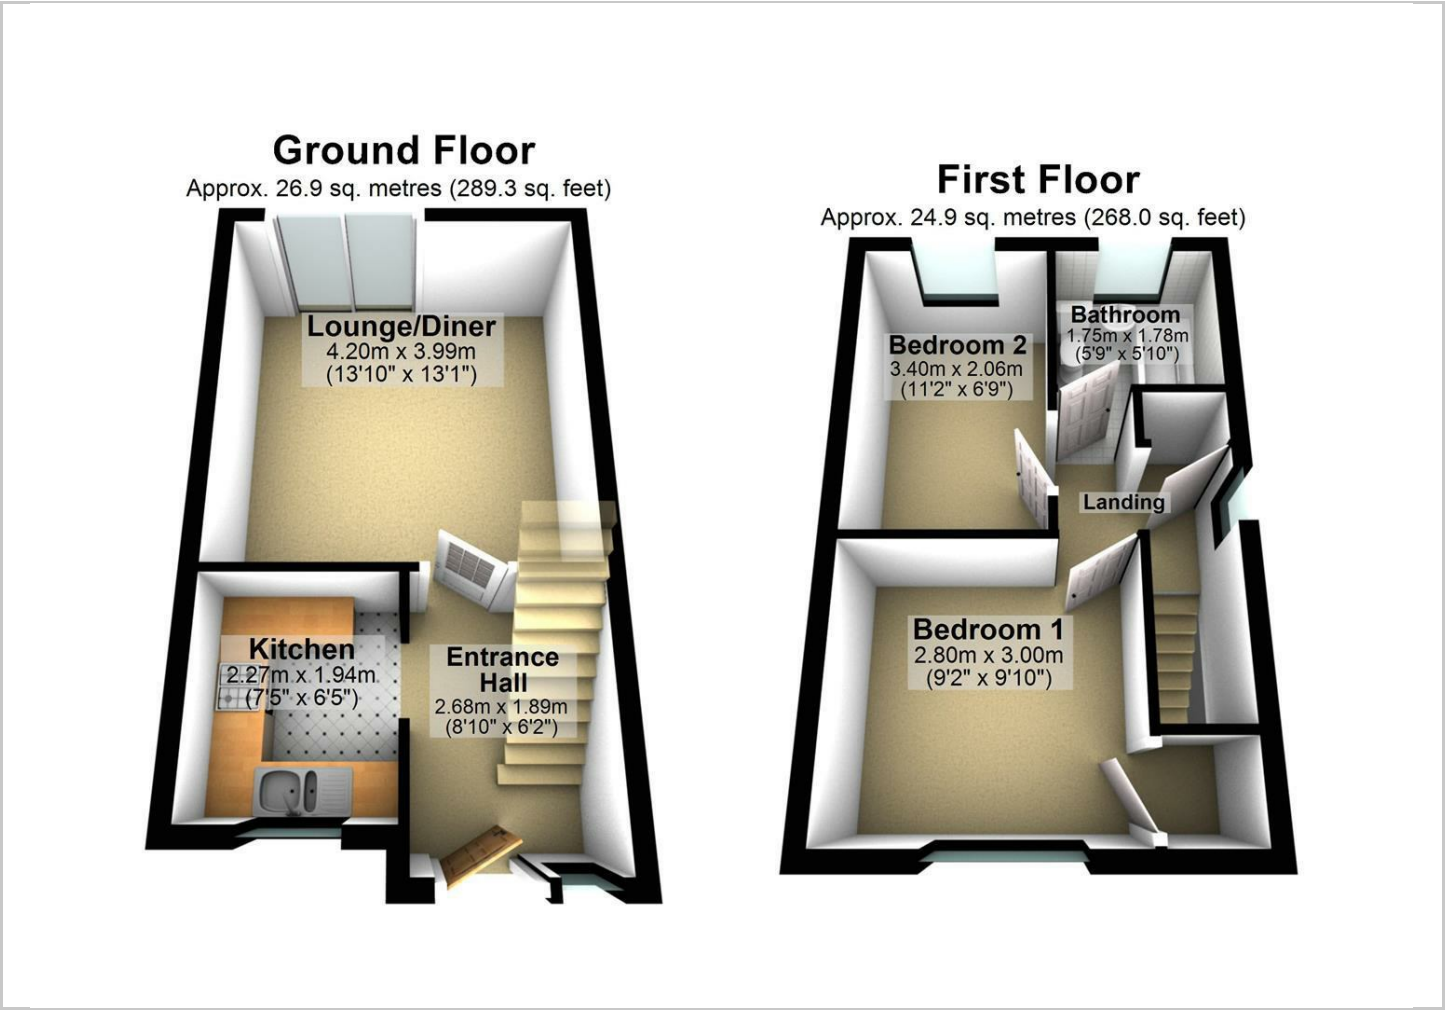 Ground Floor
Approx. 26.9 sq. metres (289.3 sq. feet)
Lounge/Diner
4.20m x 3.99m
(13'10" x 13'1")
Kitchen
2.27m x 1.94m
(7'5" x 6'5")
Entrance
Hall
2.68m x 1.89m
(8'10" x 6'2")
First Floor
Approx. 24.9 sq. metres (268.0 sq. feet)
Bedroom 2
3.40m x 2.06m
(11'2" x 6'9")
Bathroom
1.75m x 1.78m
(5'9" x 5'10")
Landing
Bedroom 1
2.80m x 3.00m
(9'2" x 9'10")